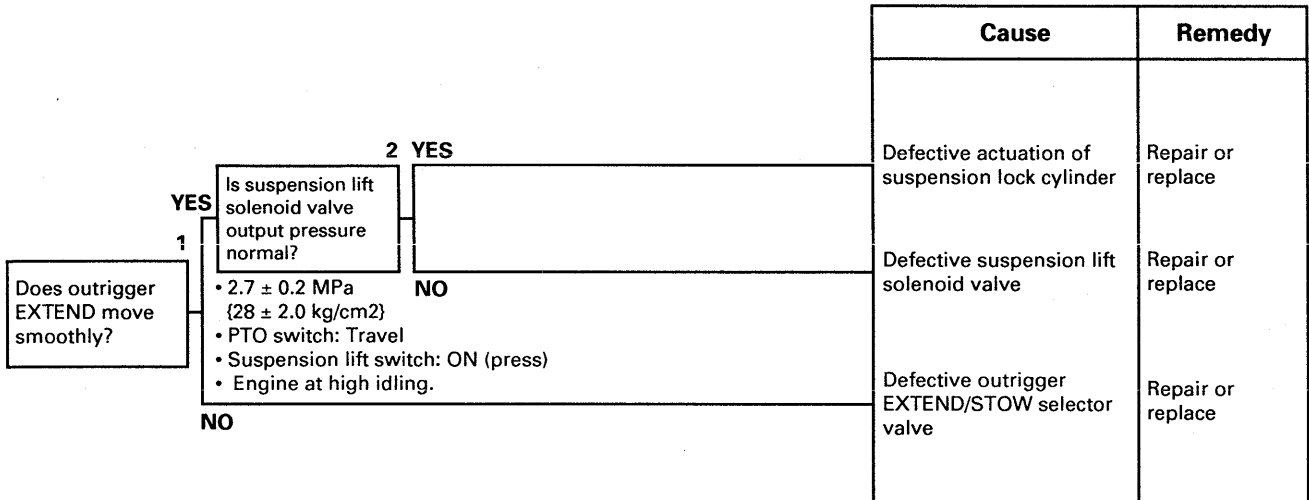 Cause
Remedy
2 YES
Defective actuation of
suspension lock cylinder
Repair or
replace
Is suspension lift
solenoid valve
output pressure
normal?
YES
1
Does outrigger
EXTEND move
smoothly?
• 2.7 ± 0.2 MPa
{28 ± 2.0 kg/cm2}
• PTO switch: Travel
• Suspension lift switch: ON (press)
• Engine at high idling.
NO
Defective suspension lift
solenoid valve
Repair or
replace
NO
Defective outrigger
EXTEND/STOW selector
valve
Repair or
replace